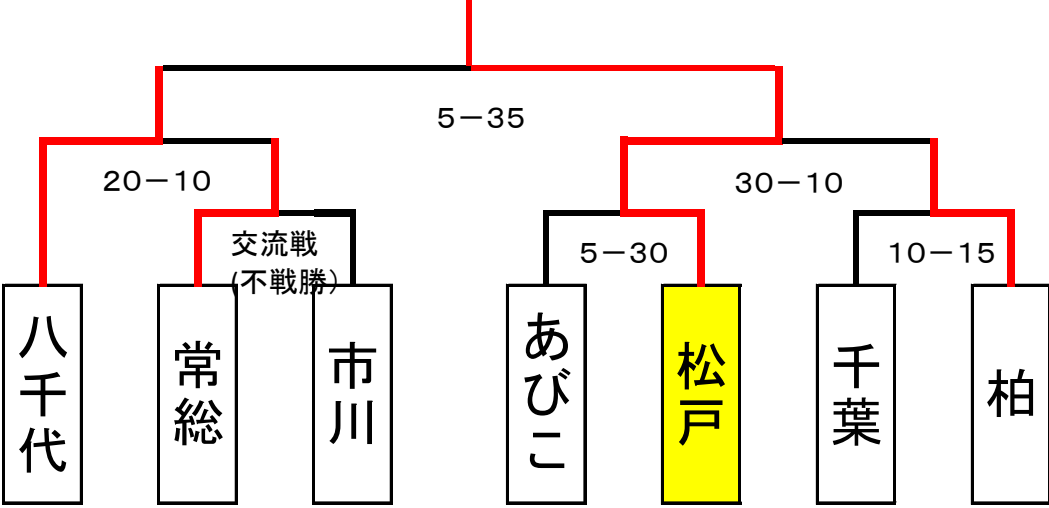 5－35
20－10
30－10
交流戦
(不戦勝)
5－30
10－15
八千代
常総
市川
あびこ
松戸
千葉
柏